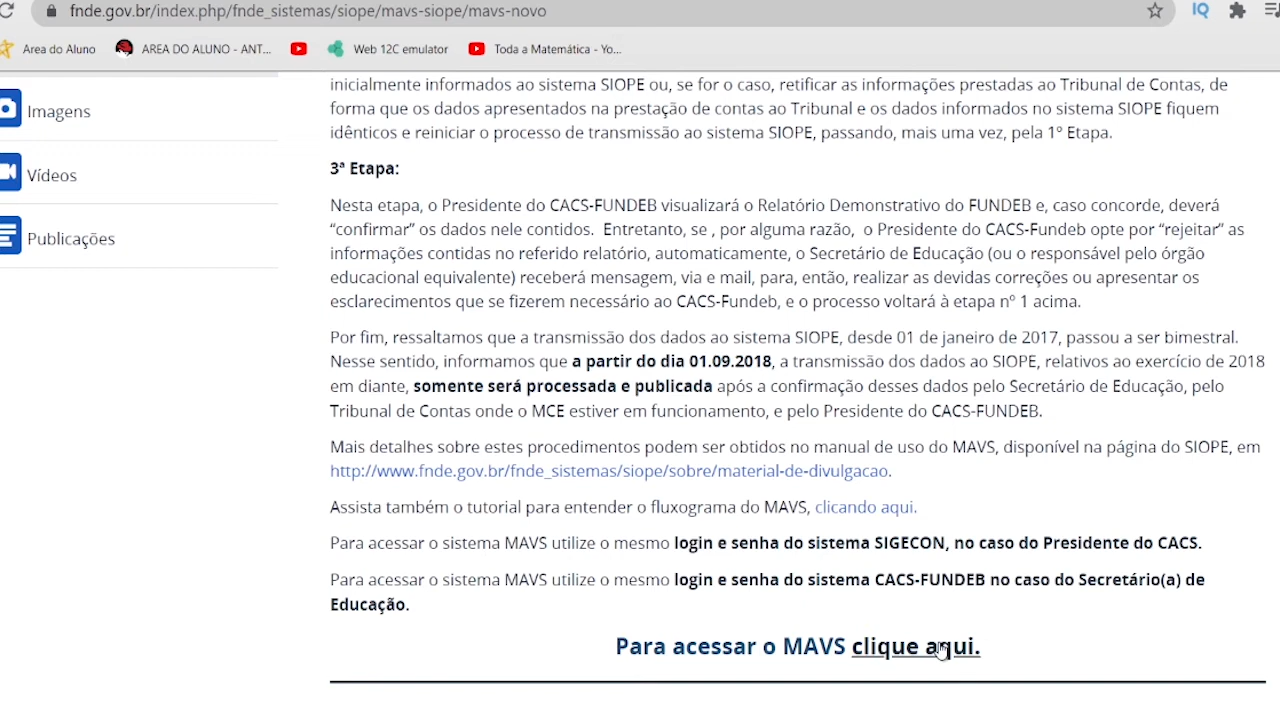 fnde.gov.br/index.php/fnde_sistemas/siope/mavs-siope/mavs-novo
IQ
Area do Aluno
AREA DO ALUNO - ANT...
Web 12C emulator
Toda a Matemática - Yo...
Imagens
Vídeos
Publicações
inicialmente informados ao sistema SIOPE ou, se for o caso, retificar as informações prestadas ao Tribunal de Contas, de
forma que os dados apresentados na prestação de contas ao Tribunal e os dados informados no sistema SIOPE fiquem
idênticos e reiniciar o processo de transmissão ao sistema SIOPE, passando, mais uma vez, pela 1º Etapa.
3ª Etapa:
Nesta etapa, o Presidente do CACS-FUNDEB visualizará o Relatório Demonstrativo do FUNDEB e, caso concorde, deverá
“confirmar” os dados nele contidos. Entretanto, se , por alguma razão, o Presidente do CACS-Fundeb opte por “rejeitar” as
informações contidas no referido relatório, automaticamente, o Secretário de Educação (ou o responsável pelo órgão
educacional equivalente) receberá mensagem, via e mail, para, então, realizar as devidas correções ou apresentar os
esclarecimentos que se fizerem necessário ao CACS-Fundeb, e o processo voltará à etapa nº 1 acima.
Por fim, ressaltamos que a transmissão dos dados ao sistema SIOPE, desde 01 de janeiro de 2017, passou a ser bimestral.
Nesse sentido, informamos que a partir do dia 01.09.2018, a transmissão dos dados ao SIOPE, relativos ao exercício de 2018
em diante, somente será processada e publicada após a confirmação desses dados pelo Secretário de Educação, pelo
Tribunal de Contas onde o MCE estiver em funcionamento, e pelo Presidente do CACS-FUNDEB.
Mais detalhes sobre estes procedimentos podem ser obtidos no manual de uso do MAVS, disponível na página do SIOPE, em
http://www.fnde.gov.br/fnde_sistemas/siope/sobre/material-de-divulgacao.
Assista também o tutorial para entender o fluxograma do MAVS, clicando aqui.
Para acessar o sistema MAVS utilize o mesmo login e senha do sistema SIGECON, no caso do Presidente do CACS.
Para acessar o sistema MAVS utilize o mesmo login e senha do sistema CACS-FUNDEB no caso do Secretário(a) de
Educação.
Para acessar o MAVS clique aqui.